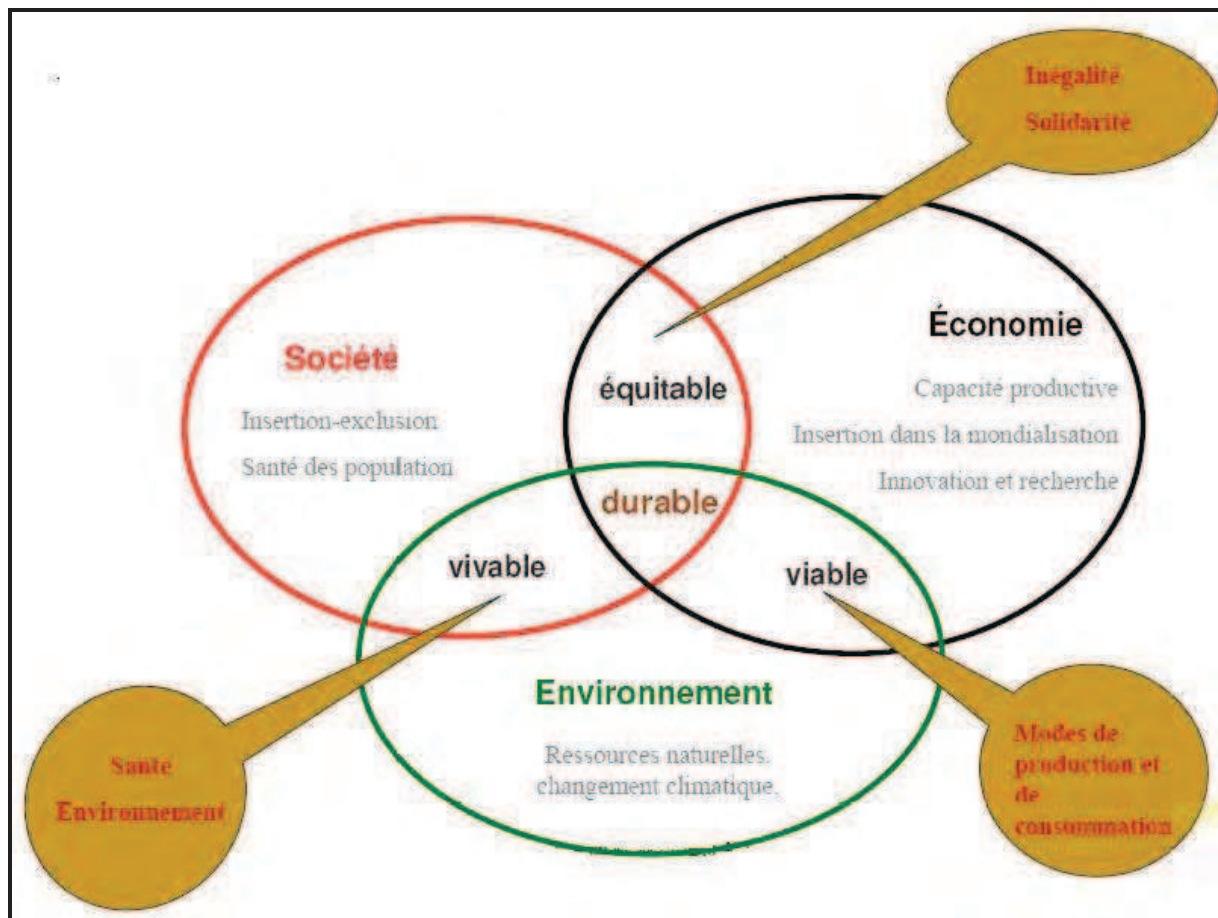 Inégalité
Solidarité
Économie
Capacité productive
Insertion dans la mondialisation
Innovation et recherche
Société
Insertion-exclusion
Santé des population
équitable
durable
vivable
viable
Environnement
Ressources naturelles.
changement climatique.
Santé
Environnement
Modes de
production et
de
consommation